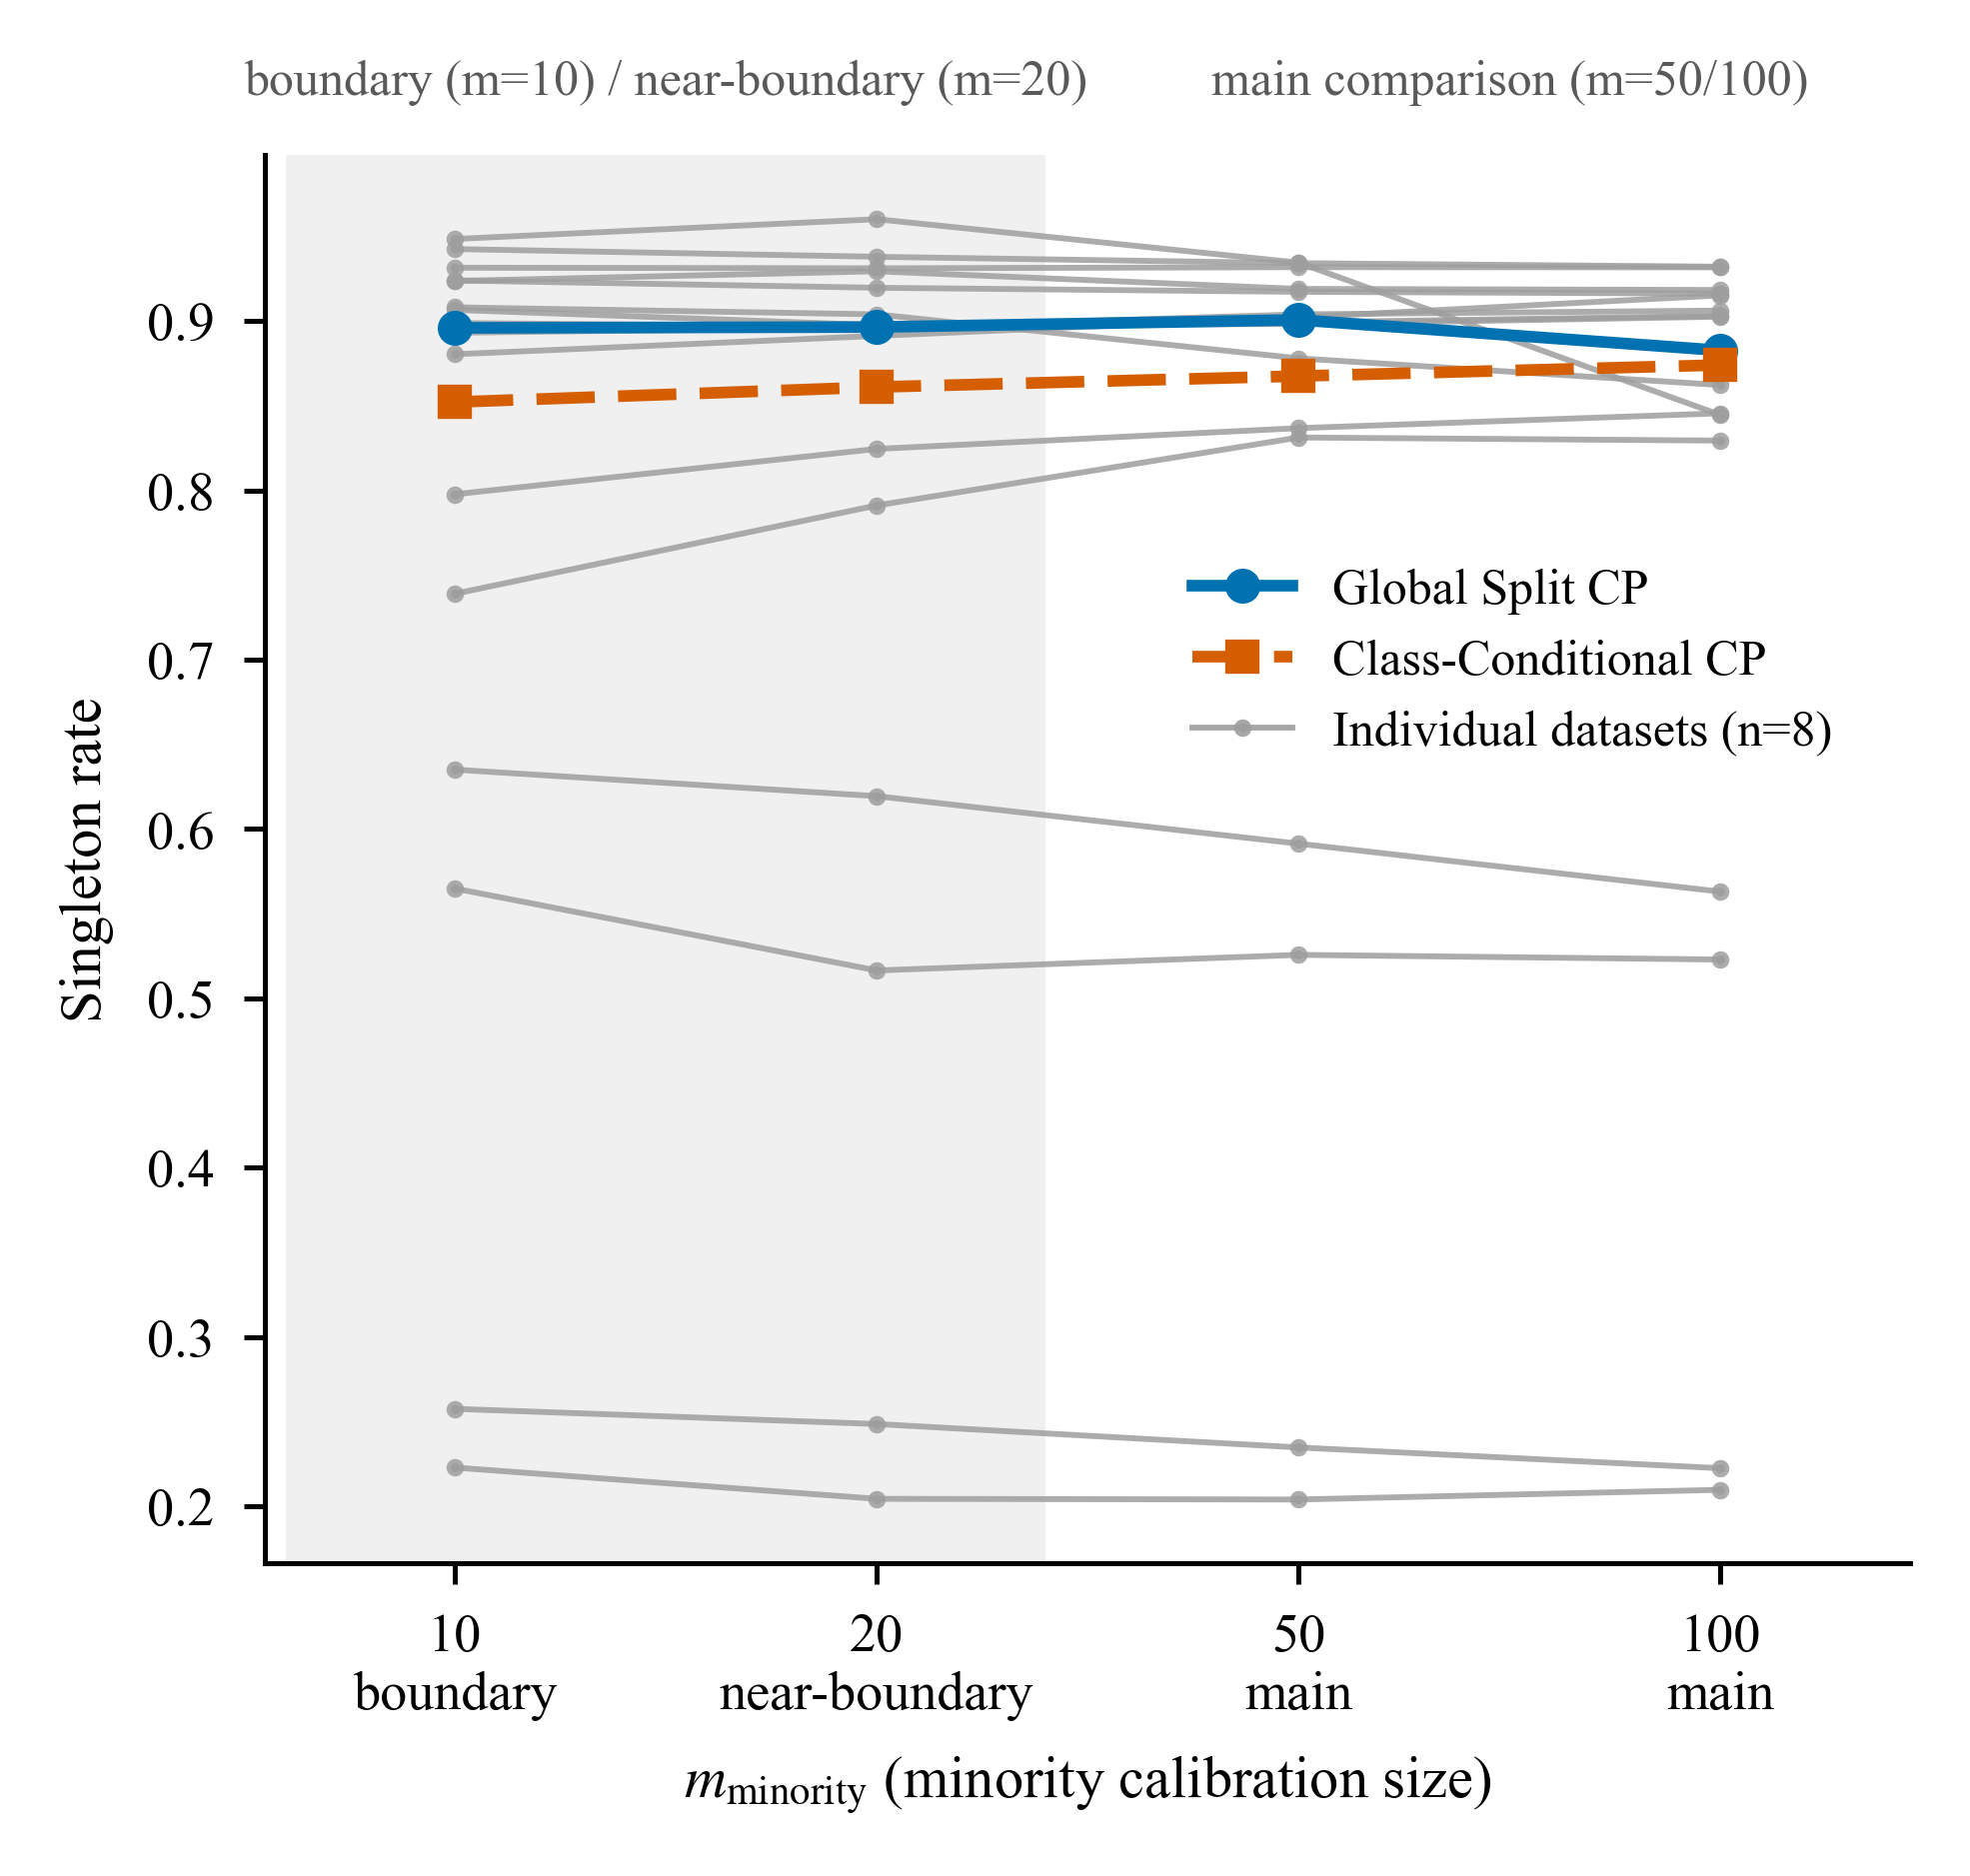 boundary (m=10) / near-boundary (m=20) main comparison (m=50/100)
0.9
0.8
0.7
0.6
0.5
0.4
0.3
0.2
Singleton rate
Global Split CP
Class-Conditional CP
Individual datasets (n=8)
10 20 50 100
boundary near-boundary main main
m_minority (minority calibration size)